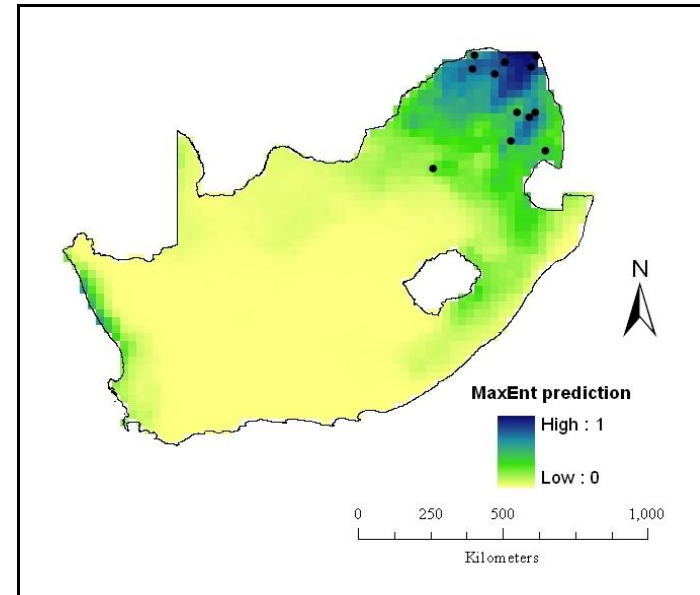 N
MaxEnt prediction
High : 1
Low : 0
0 250 500 1,000
Kilometers